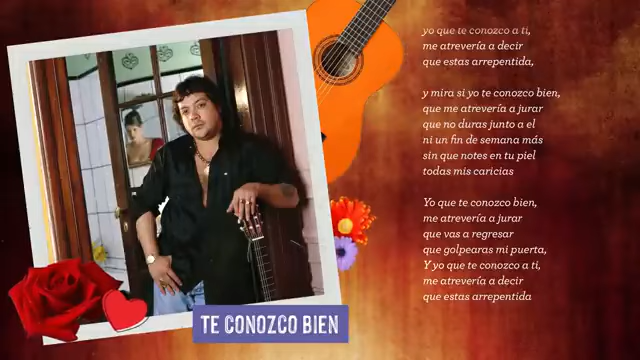 yo que te conozco a ti,
me atrevería a decir
que estas arrepentida,
y mira si yo te conozco bien,
que me atrevería a jurar
que no duras junto a el
ni un fin de semana más
sin que notes en tu piel
todas mis caricias
Yo que te conozco bien,
me atrevería a jurar
que vas a regresar
que golpearas mi puerta,
Y yo que te conozco a ti,
me atrevería a decir
que estas arrepentida
TE CONOZCO BIEN